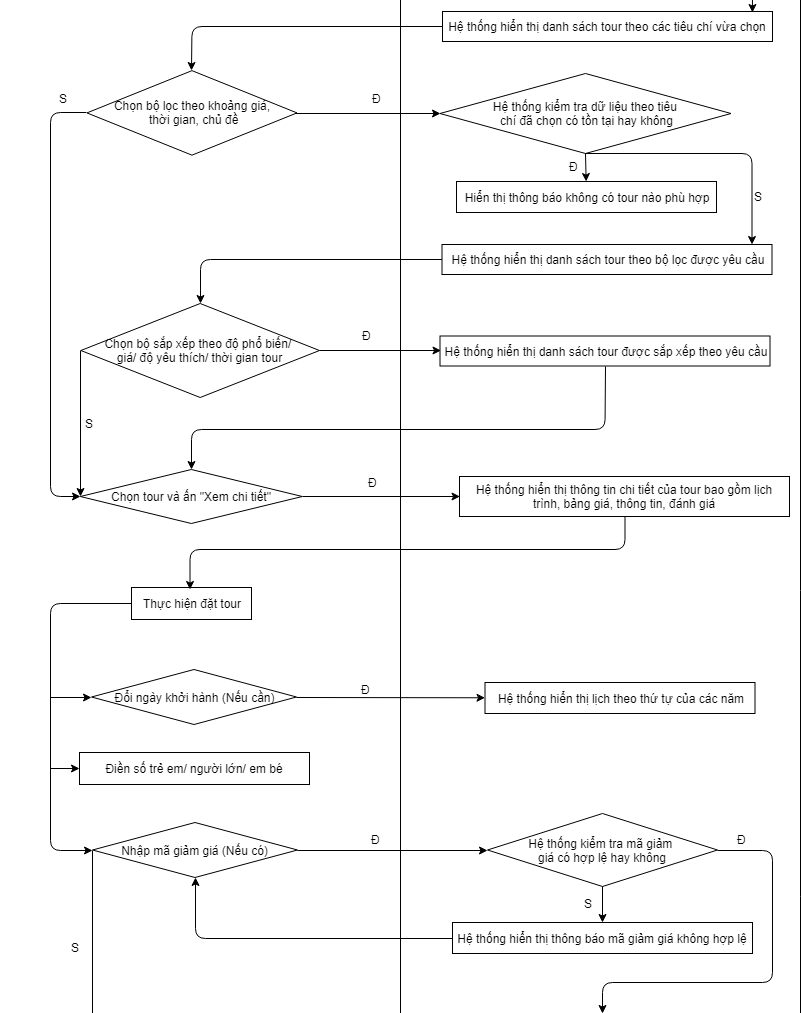 Hệ thống hiển thị danh sách tour theo các tiêu chí vừa chọn
S
Chọn bộ lọc theo khoảng giá,
thời gian, chủ đề
Đ
Hệ thống kiểm tra dữ liệu theo tiêu
chí đã chọn có tồn tại hay không
Đ
Hiển thị thông báo không có tour nào phù hợp
S
Hệ thống hiển thị danh sách tour theo bộ lọc được yêu cầu
Chọn bộ sắp xếp theo độ phổ biến/
giá/ độ yêu thích/ thời gian tour
Đ
Hệ thống hiển thị danh sách tour được sắp xếp theo yêu cầu
S
Chọn tour và ấn "Xem chi tiết"
Đ
Hệ thống hiển thị thông tin chi tiết của tour bao gồm lịch
trình, bảng giá, thông tin, đánh giá
Thực hiện đặt tour
Đổi ngày khởi hành (Nếu cần)
Đ
Hệ thống hiển thị lịch theo thứ tự của các năm
Điền số trẻ em/ người lớn/ em bé
Nhập mã giảm giá (Nếu có)
Đ
Hệ thống kiểm tra mã giảm
giá có hợp lệ hay không
Đ
S
Hệ thống hiển thị thông báo mã giảm giá không hợp lệ
S